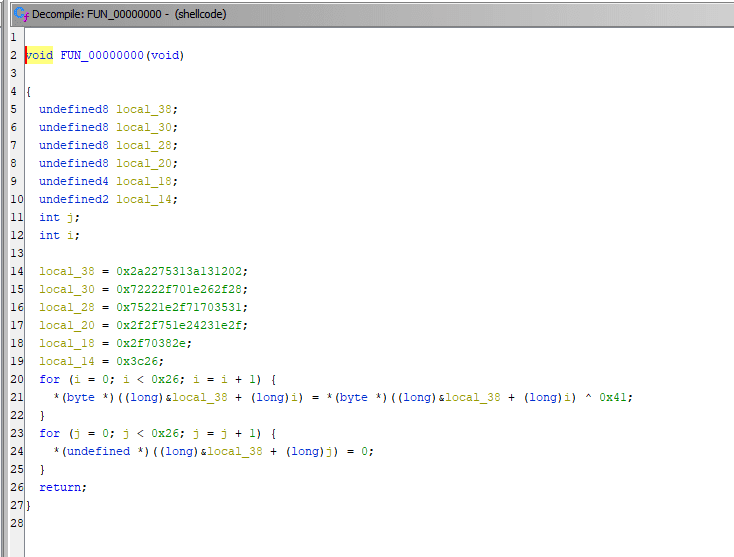 Decompile: FUN_00000000 - (shellcode)
1
2 void FUN_00000000(void)
3
4 {
5 undefined8 local_38;
6 undefined8 local_30;
7 undefined8 local_28;
8 undefined8 local_20;
9 undefined4 local_18;
10 undefined2 local_14;
11 int j;
12 int i;
13
14 local_38 = 0x2a2275313a131202;
15 local_30 = 0x72222f701e262f28;
16 local_28 = 0x75221e2f71703531;
17 local_20 = 0x2f2f751e24231e2f;
18 local_18 = 0x2f70382e;
19 local_14 = 0x3c26;
20 for (i = 0; i < 0x26; i = i + 1) {
21 *(byte *)((long)&local_38 + (long)i) = *(byte *)((long)&local_38 + (long)i) ^ 0x41;
22 }
23 for (j = 0; j < 0x26; j = j + 1) {
24 *(undefined *)((long)&local_38 + (long)j) = 0;
25 }
26 return;
27 }
28